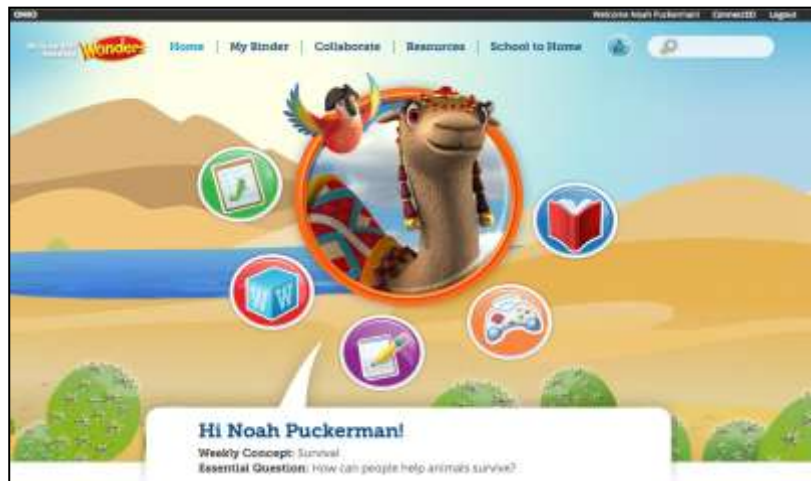 OHIO
Welcome Noah Puckerman! ConnectED Logout
Wonders Home | My Binder | Collaborate | Resources | School to Home
W W
Hi Noah Puckerman!
Weekly Concept: Survival
Essential Question: How can people help animals survive?